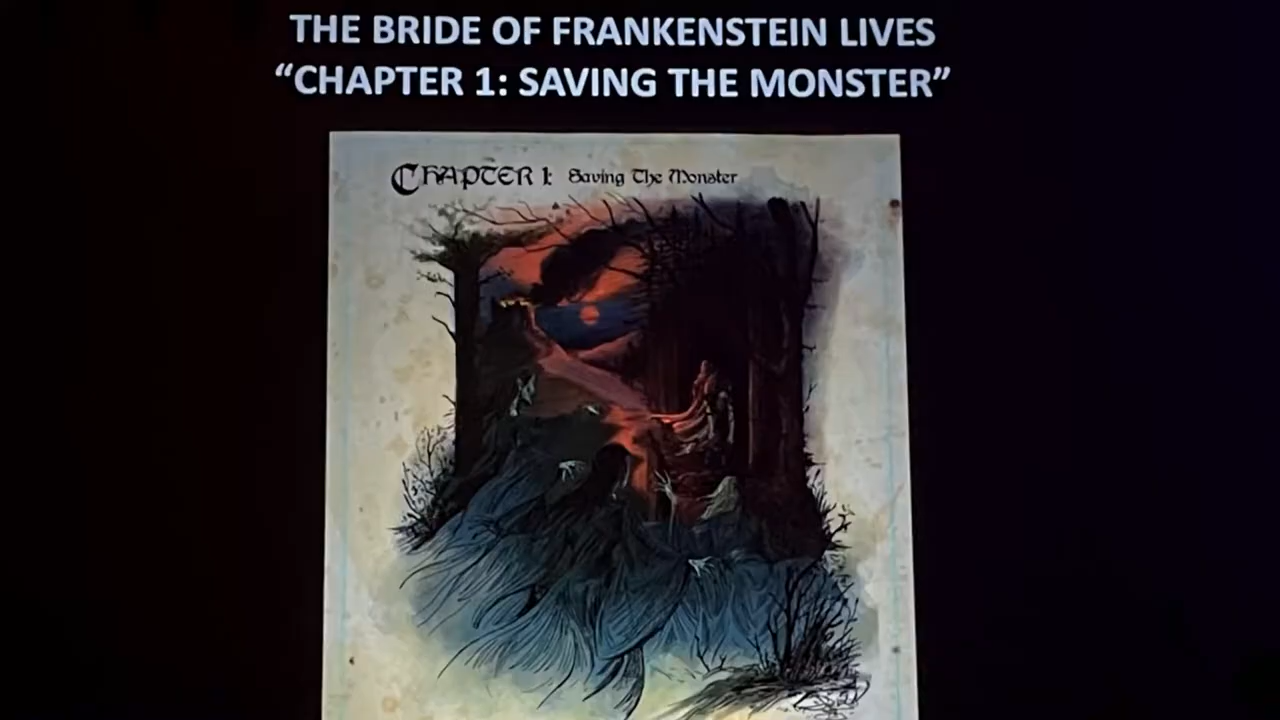 THE BRIDE OF FRANKENSTEIN LIVES
“CHAPTER 1: SAVING THE MONSTER”
CHAPTER 1: Saving The Monster